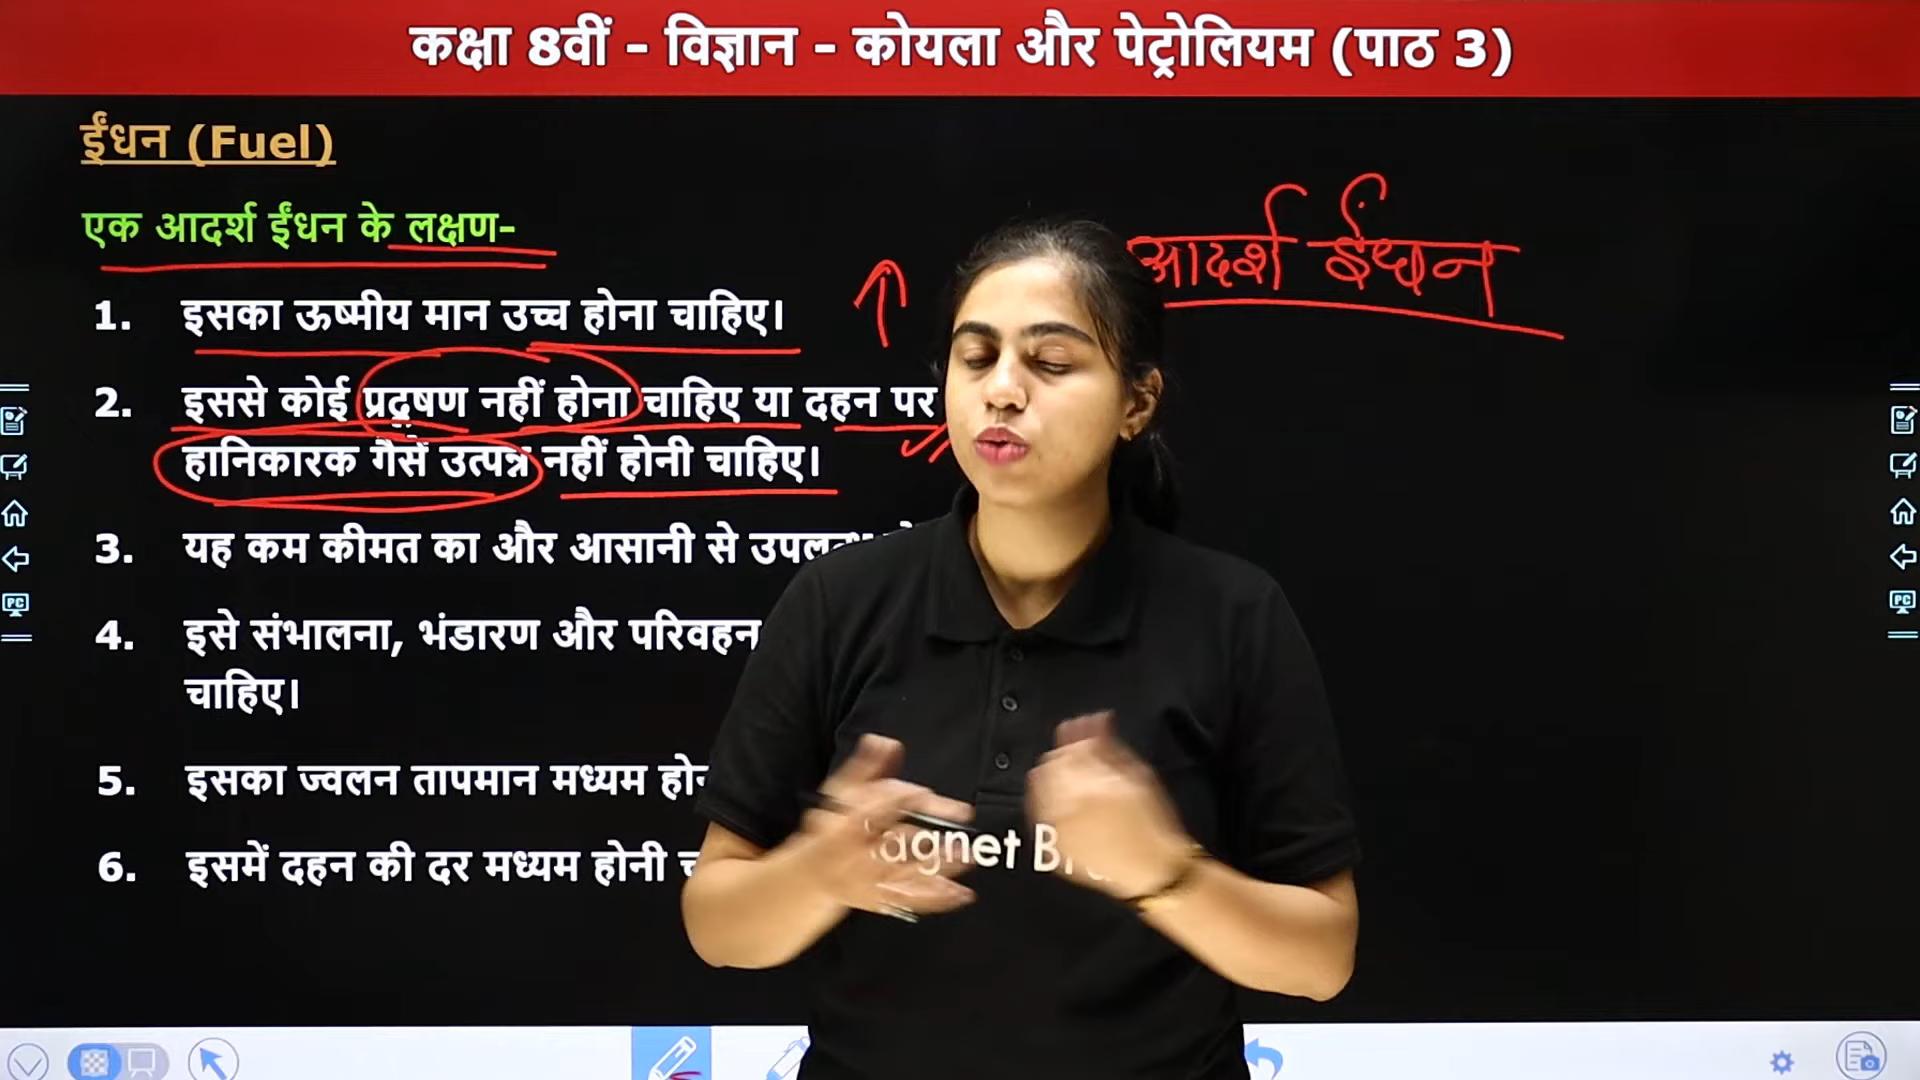 कक्षा 8वीं - विज्ञान - कोयला और पेट्रोलियम (पाठ 3)
ईंधन (Fuel)
एक आदर्श ईंधन के लक्षण-
आदर्श ईंधन
1. इसका ऊष्मीय मान उच्च होना चाहिए।
2. इससे कोई प्रदूषण नहीं होना चाहिए या दहन पर
हानिकारक गैसें उत्पन्न नहीं होनी चाहिए।
3. यह कम कीमत का और आसानी से
4. इसे संभालना, भंडारण और परिवहन
चाहिए।
5. इसका ज्वलन तापमान मध्यम
6. इसमें दहन की दर मध्यम होनी
PC
PC